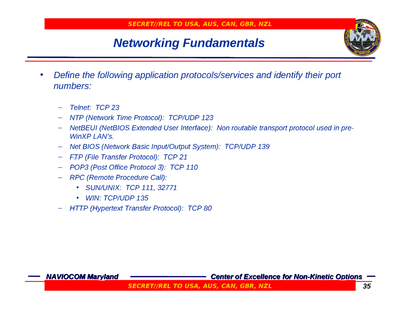 SECRET//REL TO USA, AUS, CAN, GBR, NZL
Networking Fundamentals
• Define the following application protocols/services and identify their port
numbers:
– Telnet: TCP 23
– NTP (Network Time Protocol): TCP/UDP 123
– NetBEUI (NetBIOS Extended User Interface): Non routable transport protocol used in pre-
WinXP LAN's.
– Net BIOS (Network Basic Input/Output System): TCP/UDP 139
– FTP (File Transfer Protocol): TCP 21
– POP3 (Post Office Protocol 3): TCP 110
– RPC (Remote Procedure Call):
• SUN/UNIX: TCP 111, 32771
• WIN: TCP/UDP 135
– HTTP (Hypertext Transfer Protocol): TCP 80
NAVIOCOM Maryland
Center of Excellence for Non-Kinetic Options
SECRET//REL TO USA, AUS, CAN, GBR, NZL
35